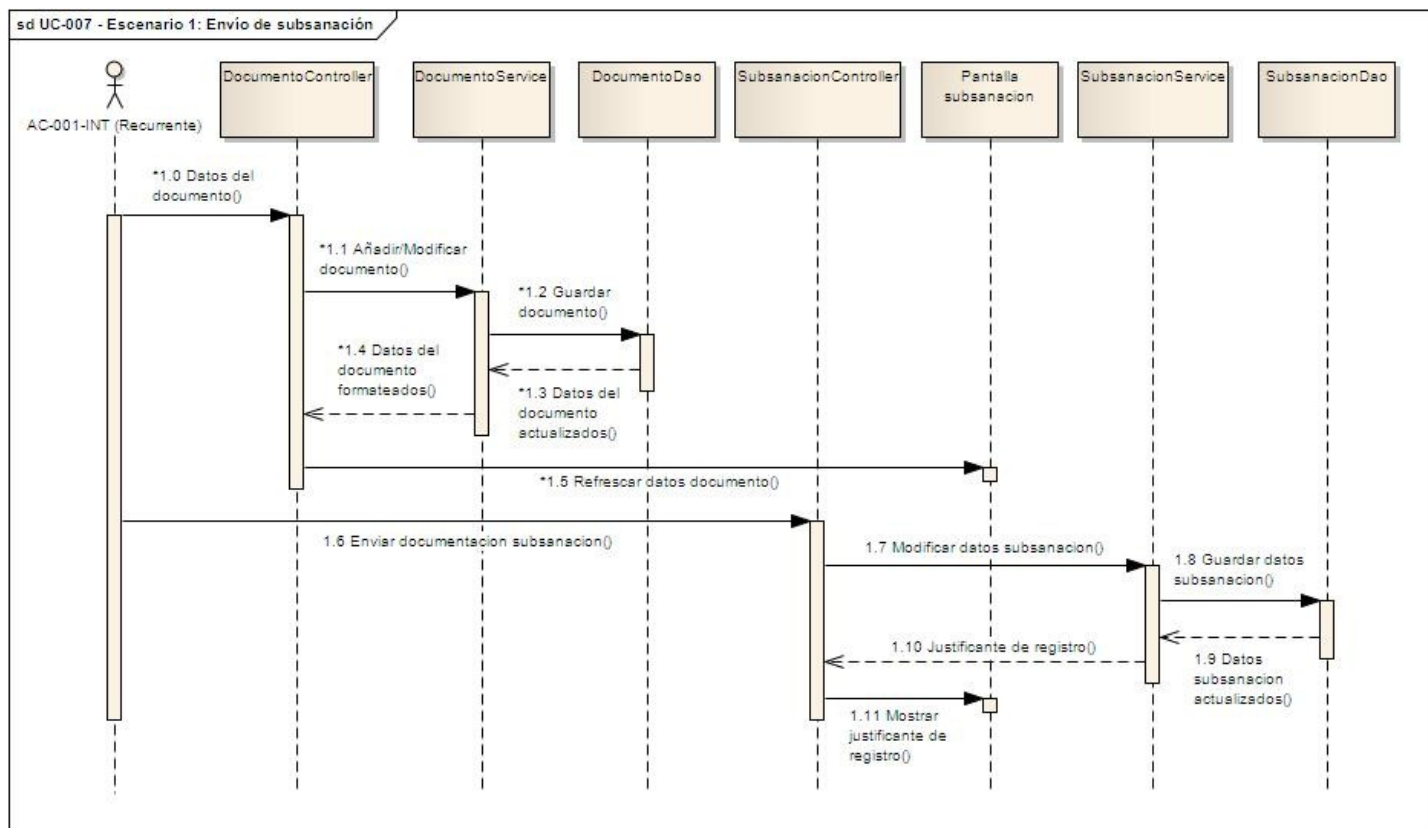 sd UC-007 - Escenario 1: Envío de subsanación
DocumentoController
DocumentoService
DocumentoDao
SubsanacionController
Pantalla
subsanacion
SubsanacionService
SubsanacionDao
AC-001-INT (Recurrente)
*1.0 Datos del
documento()
*1.1 Añadir/Modificar
documento()
*1.2 Guardar
documento()
*1.4 Datos del
documento
formateados()
*1.3 Datos del
documento
actualizados()
*1.5 Refrescar datos documento()
1.6 Enviar documentacion subsanacion()
1.7 Modificar datos subsanacion()
1.8 Guardar datos
subsanacion()
1.10 Justificante de registro()
1.9 Datos
subsanacion
actualizados()
1.11 Mostrar
justificante de
registro()